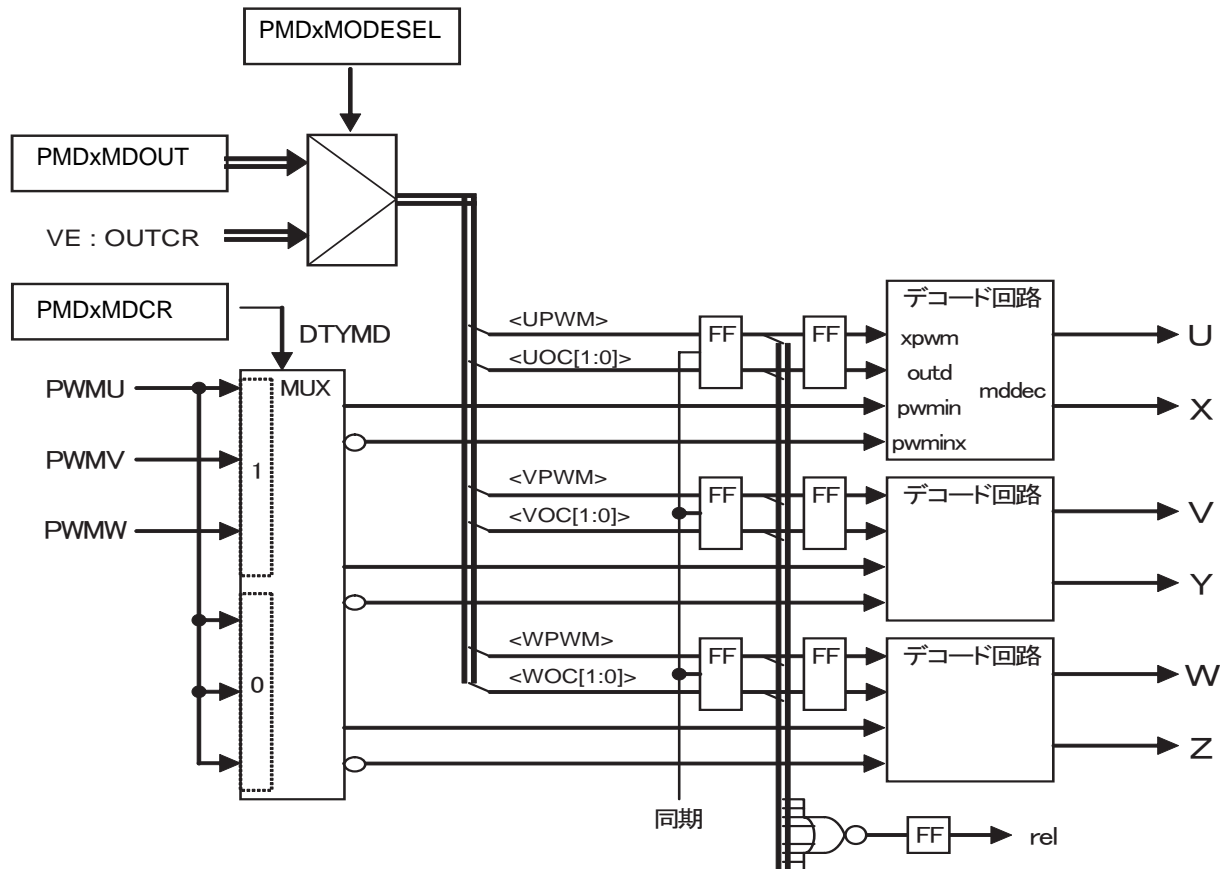 PMDxMODESEL
PMDxMDOUT
VE : OUTCR
PMDxMDCR
DTYMD
MUX
PWMU
PWMV
PWMW
1
0
<UPWM>
<UOC[1:0]>
FF
FF
デコード回路
xpwm
outd
mddec
pwmin
pwminx
U
X
<VPWM>
<VOC[1:0]>
FF
FF
デコード回路
V
Y
<WPWM>
<WOC[1:0]>
FF
FF
デコード回路
W
Z
同期
FF
rel